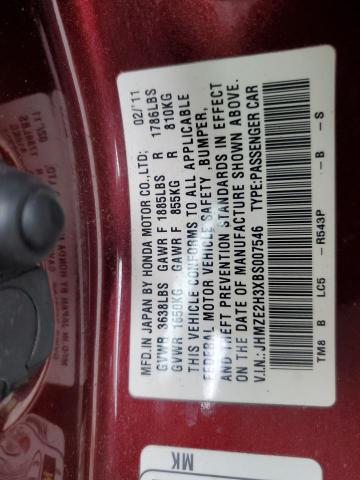 MFD.IN JAPAN BY HONDA MOTOR CO.,LTD; 02/'11
GVWR 3638LBS GAWR F 1885LBS R 1786LBS
GVWR 1650KG GAWR F 855KG R 810KG
THIS VEHICLE CONFORMS TO ALL APPLICABLE
FEDERAL MOTOR VEHICLE SAFETY , BUMPER,
AND THEFT PREVENTION STANDARDS IN EFFECT
ON THE DATE OF MANUFACTURE SHOWN ABOVE.
V.I.N.: JHMZE2H3XBS007546 TYPE:PASSENGER CAR
TM8 B LC5 -R543P -B -S
MK